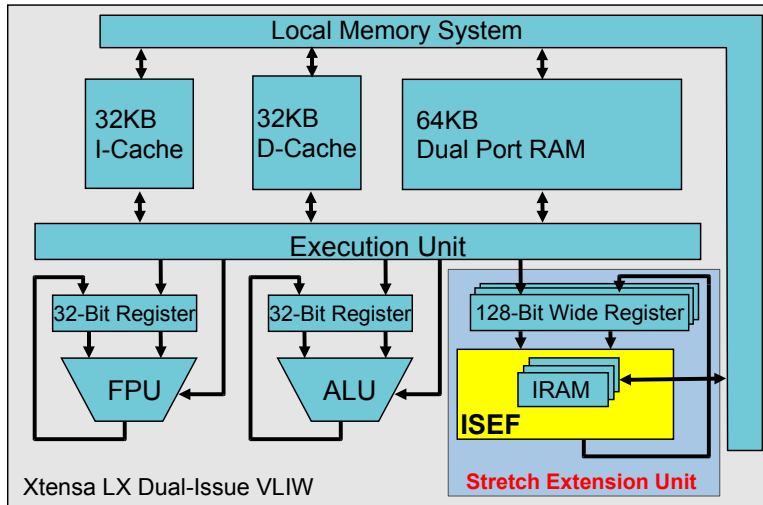 Local Memory System
32KB
I-Cache
32KB
D-Cache
64KB
Dual Port RAM
Execution Unit
32-Bit Register
32-Bit Register
128-Bit Wide Register
FPU
ALU
IRAM
ISEF
Xtensa LX Dual-Issue VLIW
Stretch Extension Unit